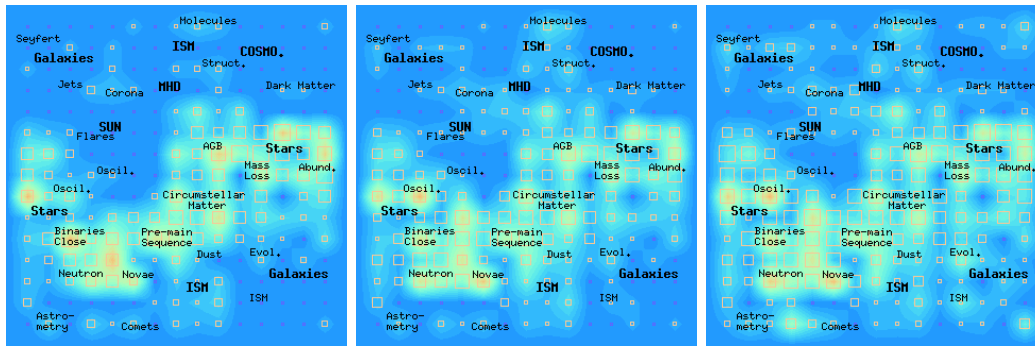 Molecules
Seyfert
ISM
Galaxies
COSMO.
Struct.
Jets
Corona
MHD
Dark Matter
SUN
Flares
AGB
Stars
Mass
Loss
Abund.
Oscil.
Oscil.
Circumstellar
Matter
Stars
Binaries
Close
Pre-main
Sequence
Dust
Evol.
Neutron
Novae
Galaxies
ISM
ISM
Astro-
metry
Comets
Molecules
Seyfert
ISM
Galaxies
COSMO.
Struct.
Jets
Corona
MHD
Dark Matter
SUN
Flares
AGB
Stars
Mass
Loss
Abund.
Oscil.
Oscil.
Circumstellar
Matter
Stars
Binaries
Close
Pre-main
Sequence
Dust
Evol.
Neutron
Novae
Galaxies
ISM
ISM
Astro-
metry
Comets
Molecules
Seyfert
ISM
Galaxies
COSMO.
Struct.
Jets
Corona
MHD
Dark Matter
SUN
Flares
AGB
Stars
Mass
Loss
Abund.
Oscil.
Oscil.
Circumstellar
Matter
Stars
Binaries
Close
Pre-main
Sequence
Dust
Evol.
Neutron
Novae
Galaxies
ISM
ISM
Astro-
metry
Comets